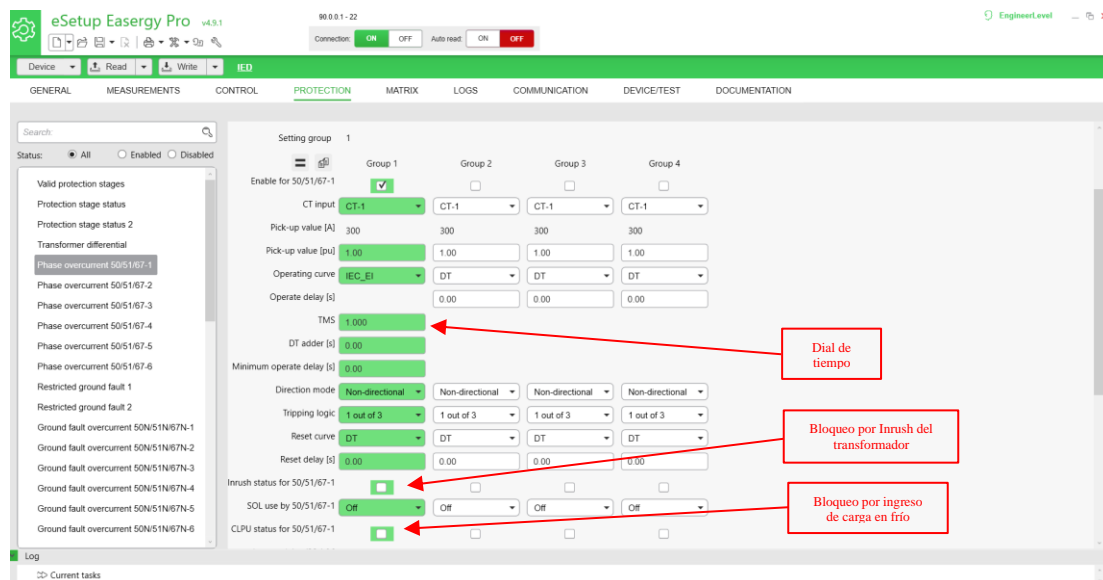 eSetup Easergy Pro v4.9.1
90.0.0.1 - 22
EngineerLevel
Connection: ON OFF Auto read: ON OFF
Device Read Write IED
GENERAL MEASUREMENTS CONTROL PROTECTION MATRIX LOGS COMMUNICATION DEVICE/TEST DOCUMENTATION
Search:
Status: All Enabled Disabled
Valid protection stages
Protection stage status
Protection stage status 2
Transformer differential
Phase overcurrent 50/51/67-1
Phase overcurrent 50/51/67-2
Phase overcurrent 50/51/67-3
Phase overcurrent 50/51/67-4
Phase overcurrent 50/51/67-5
Phase overcurrent 50/51/67-6
Restricted ground fault 1
Restricted ground fault 2
Ground fault overcurrent 50N/51N/67N-1
Ground fault overcurrent 50N/51N/67N-2
Ground fault overcurrent 50N/51N/67N-3
Ground fault overcurrent 50N/51N/67N-4
Ground fault overcurrent 50N/51N/67N-5
Ground fault overcurrent 50N/51N/67N-6
Setting group 1
Group 1 Group 2 Group 3 Group 4
Enable for 50/51/67-1
CT input CT-1 CT-1 CT-1 CT-1
Pick-up value [A] 300 300 300 300
Pick-up value [pu] 1.00 1.00 1.00 1.00
Operating curve IEC_EI DT DT DT
Operate delay [s] 0.00 0.00 0.00
TMS 1.000
DT adder [s] 0.00
Minimum operate delay [s] 0.00
Direction mode Non-directional Non-directional Non-directional Non-directional
Tripping logic 1 out of 3 1 out of 3 1 out of 3 1 out of 3
Reset curve DT DT DT DT
Reset delay [s] 0.00 0.00 0.00 0.00
Inrush status for 50/51/67-1
SOL use by 50/51/67-1 Off Off Off Off
CLPU status for 50/51/67-1
Dial de
tiempo
Bloqueo por Inrush del
transformador
Bloqueo por ingreso
de carga en frío
Log
Current tasks